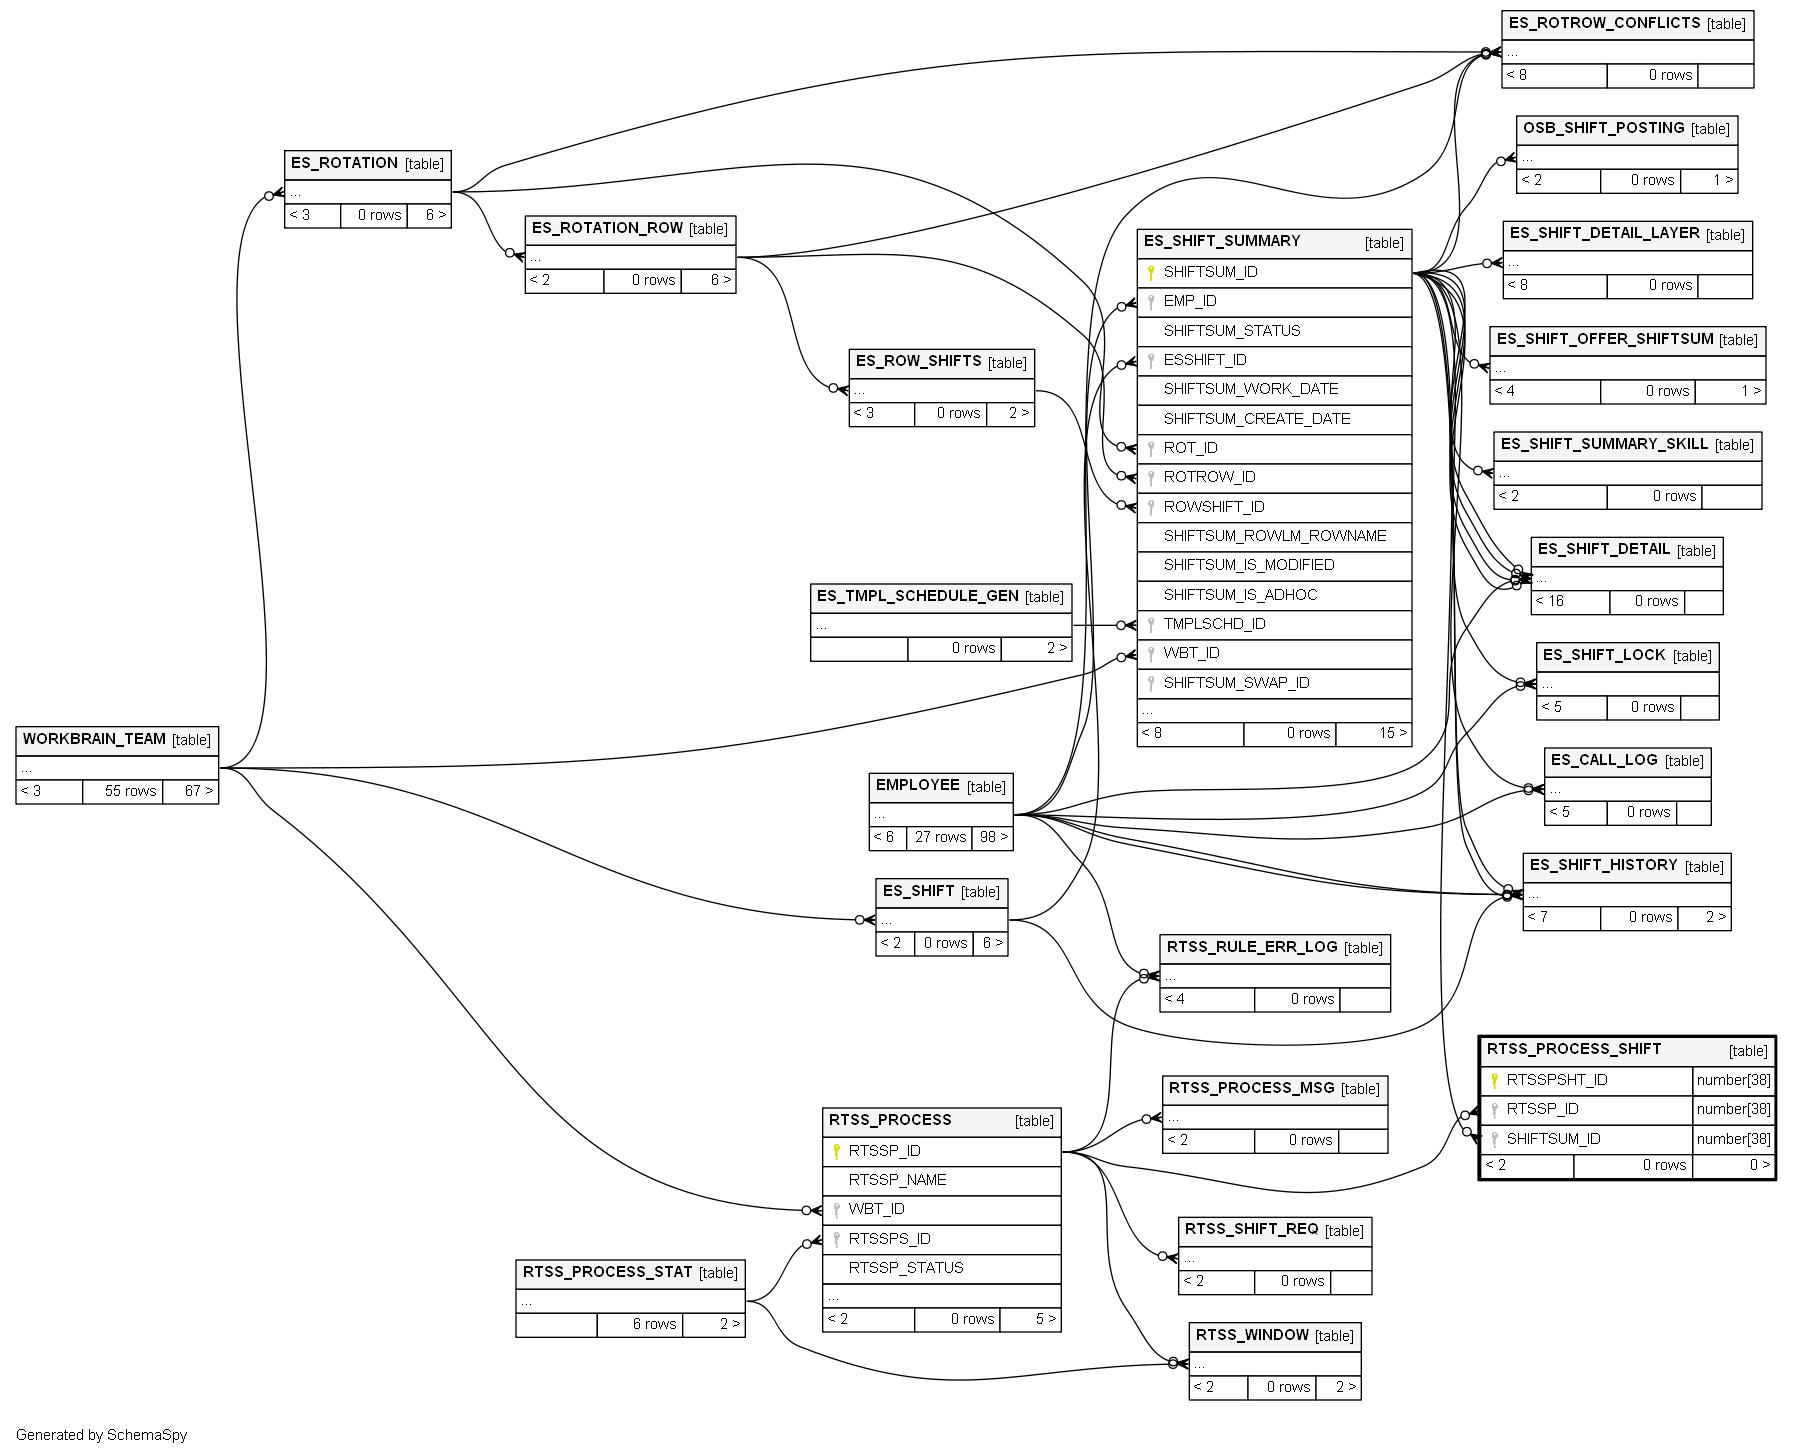 ES_ROTROW_CONFLICTS [table]
...
< 8 0 rows
OSB_SHIFT_POSTING [table]
...
< 2 0 rows 1 >
ES_ROTATION [table]
...
< 3 0 rows 6 >
ES_ROTATION_ROW [table]
...
< 2 0 rows 6 >
ES_SHIFT_DETAIL_LAYER [table]
...
< 8 0 rows
ES_SHIFT_SUMMARY [table]
SHIFTSUM_ID
EMP_ID
SHIFTSUM_STATUS
ESSHIFT_ID
SHIFTSUM_WORK_DATE
SHIFTSUM_CREATE_DATE
ROT_ID
ROTROW_ID
ROWSHIFT_ID
SHIFTSUM_ROWLM_ROWNAME
SHIFTSUM_IS_MODIFIED
SHIFTSUM_IS_ADHOC
TMPLSCHD_ID
WBT_ID
SHIFTSUM_SWAP_ID
...
< 8 0 rows 15 >
ES_SHIFT_OFFER_SHIFTSUM [table]
...
< 4 0 rows 1 >
ES_ROW_SHIFTS [table]
...
< 3 0 rows 2 >
ES_SHIFT_SUMMARY_SKILL [table]
...
< 2 0 rows
ES_SHIFT_DETAIL [table]
...
< 16 0 rows
ES_TMPL_SCHEDULE_GEN [table]
...
0 rows 2 >
ES_SHIFT_LOCK [table]
...
< 5 0 rows
WORKBRAIN_TEAM [table]
...
< 3 55 rows 67 >
ES_CALL_LOG [table]
...
< 5 0 rows
EMPLOYEE [table]
...
< 6 27 rows 98 >
ES_SHIFT_HISTORY [table]
...
< 7 0 rows 2 >
ES_SHIFT [table]
...
< 2 0 rows 6 >
RTSS_RULE_ERR_LOG [table]
...
< 4 0 rows
RTSS_PROCESS_SHIFT [table]
RTSSPSHT_ID number[38]
RTSSP_ID number[38]
SHIFTSUM_ID number[38]
< 2 0 rows 0 >
RTSS_PROCESS_MSG [table]
...
< 2 0 rows
RTSS_PROCESS [table]
RTSSP_ID
RTSSP_NAME
WBT_ID
RTSSPS_ID
RTSSP_STATUS
...
< 2 0 rows 5 >
RTSS_SHIFT_REQ [table]
...
< 2 0 rows
RTSS_PROCESS_STAT [table]
...
6 rows 2 >
RTSS_WINDOW [table]
...
< 2 0 rows 2 >
Generated by SchemaSpy